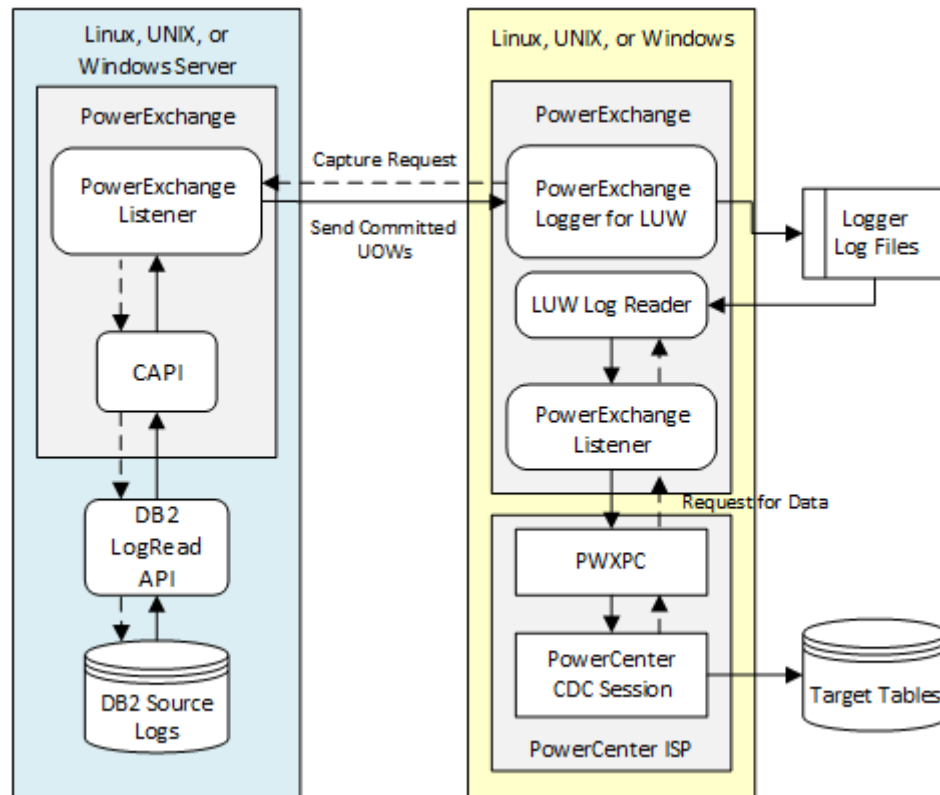 Linux, UNIX, or
Windows Server
PowerExchange
PowerExchange
Listener
CAPI
DB2
LogRead
API
DB2 Source
Logs
Capture Request
Send Committed
UOWs
Linux, UNIX, or Windows
PowerExchange
PowerExchange
Logger for LUW
LUW Log Reader
PowerExchange
Listener
Request for Data
PWXPC
PowerCenter
CDC Session
PowerCenter ISP
Logger
Log Files
Target Tables